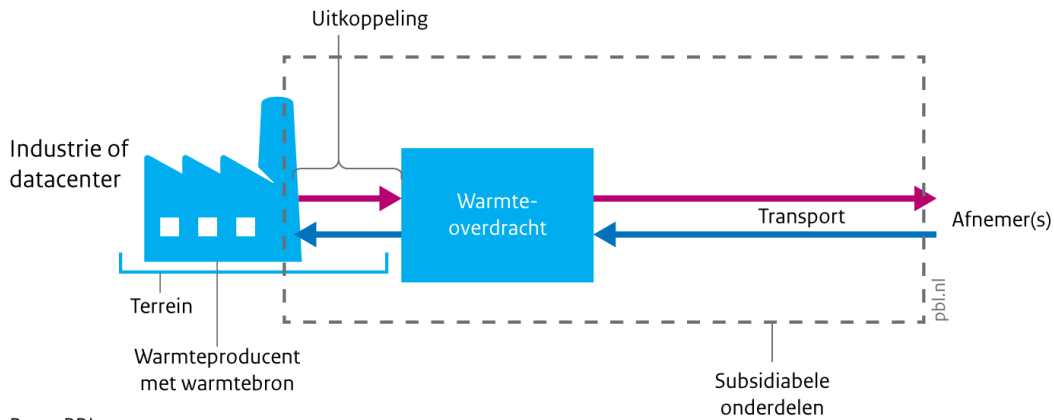 Uitkoppeling
Industrie of
datacenter
Warmte-
overdracht
Transport
Afnemer(s)
pbl.nl
Terrein
Warmteproducent
met warmtebron
Subsidiabele
onderdelen